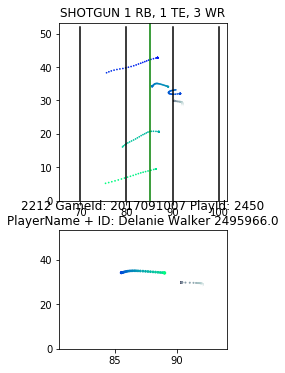 SHOTGUN 1 RB, 1 TE, 3 WR
50
40
30
20
10
0
70 80 90 100
2212 GameId: 2017091007 PlayId: 2450
PlayerName + ID: Delanie Walker 2495966.0
40
20
0
85 90